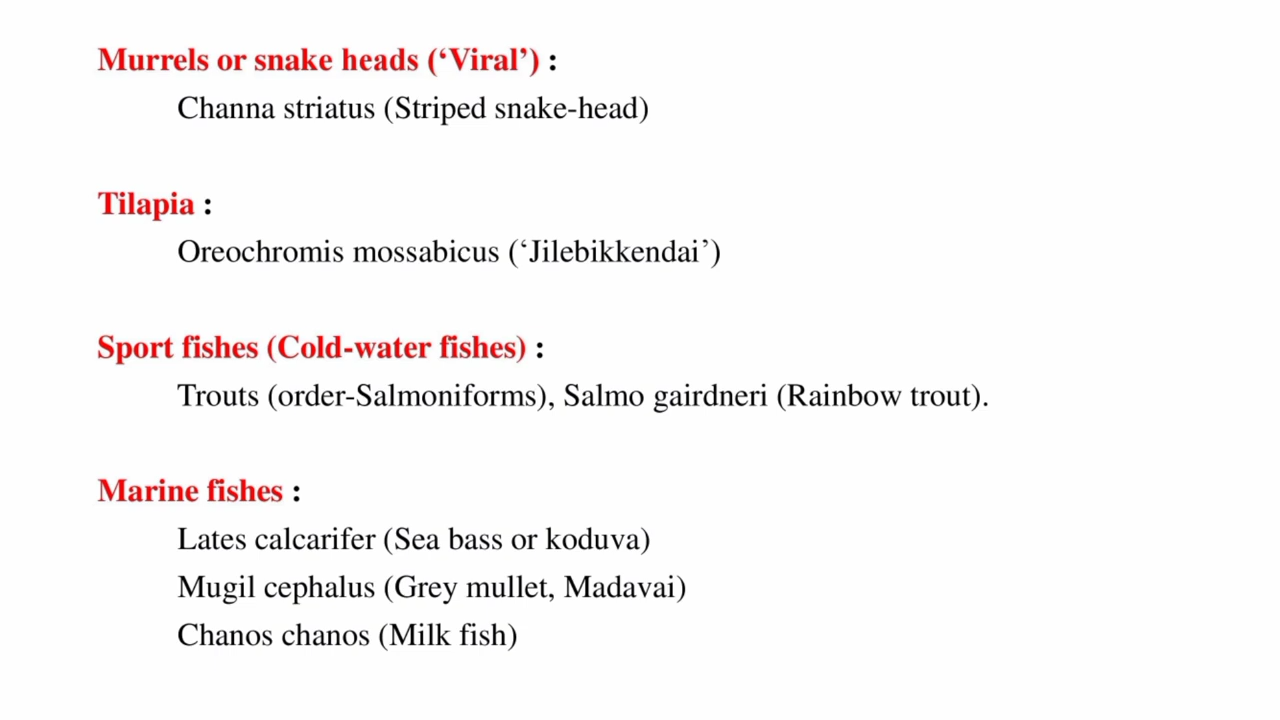 Murrels or snake heads (‘Viral’) :
Channa striatus (Striped snake-head)
Tilapia :
Oreochromis mossabicus (‘Jilebikkendai’)
Sport fishes (Cold-water fishes) :
Trouts (order-Salmoniforms), Salmo gairdneri (Rainbow trout).
Marine fishes :
Lates calcarifer (Sea bass or koduva)
Mugil cephalus (Grey mullet, Madavai)
Chanos chanos (Milk fish)